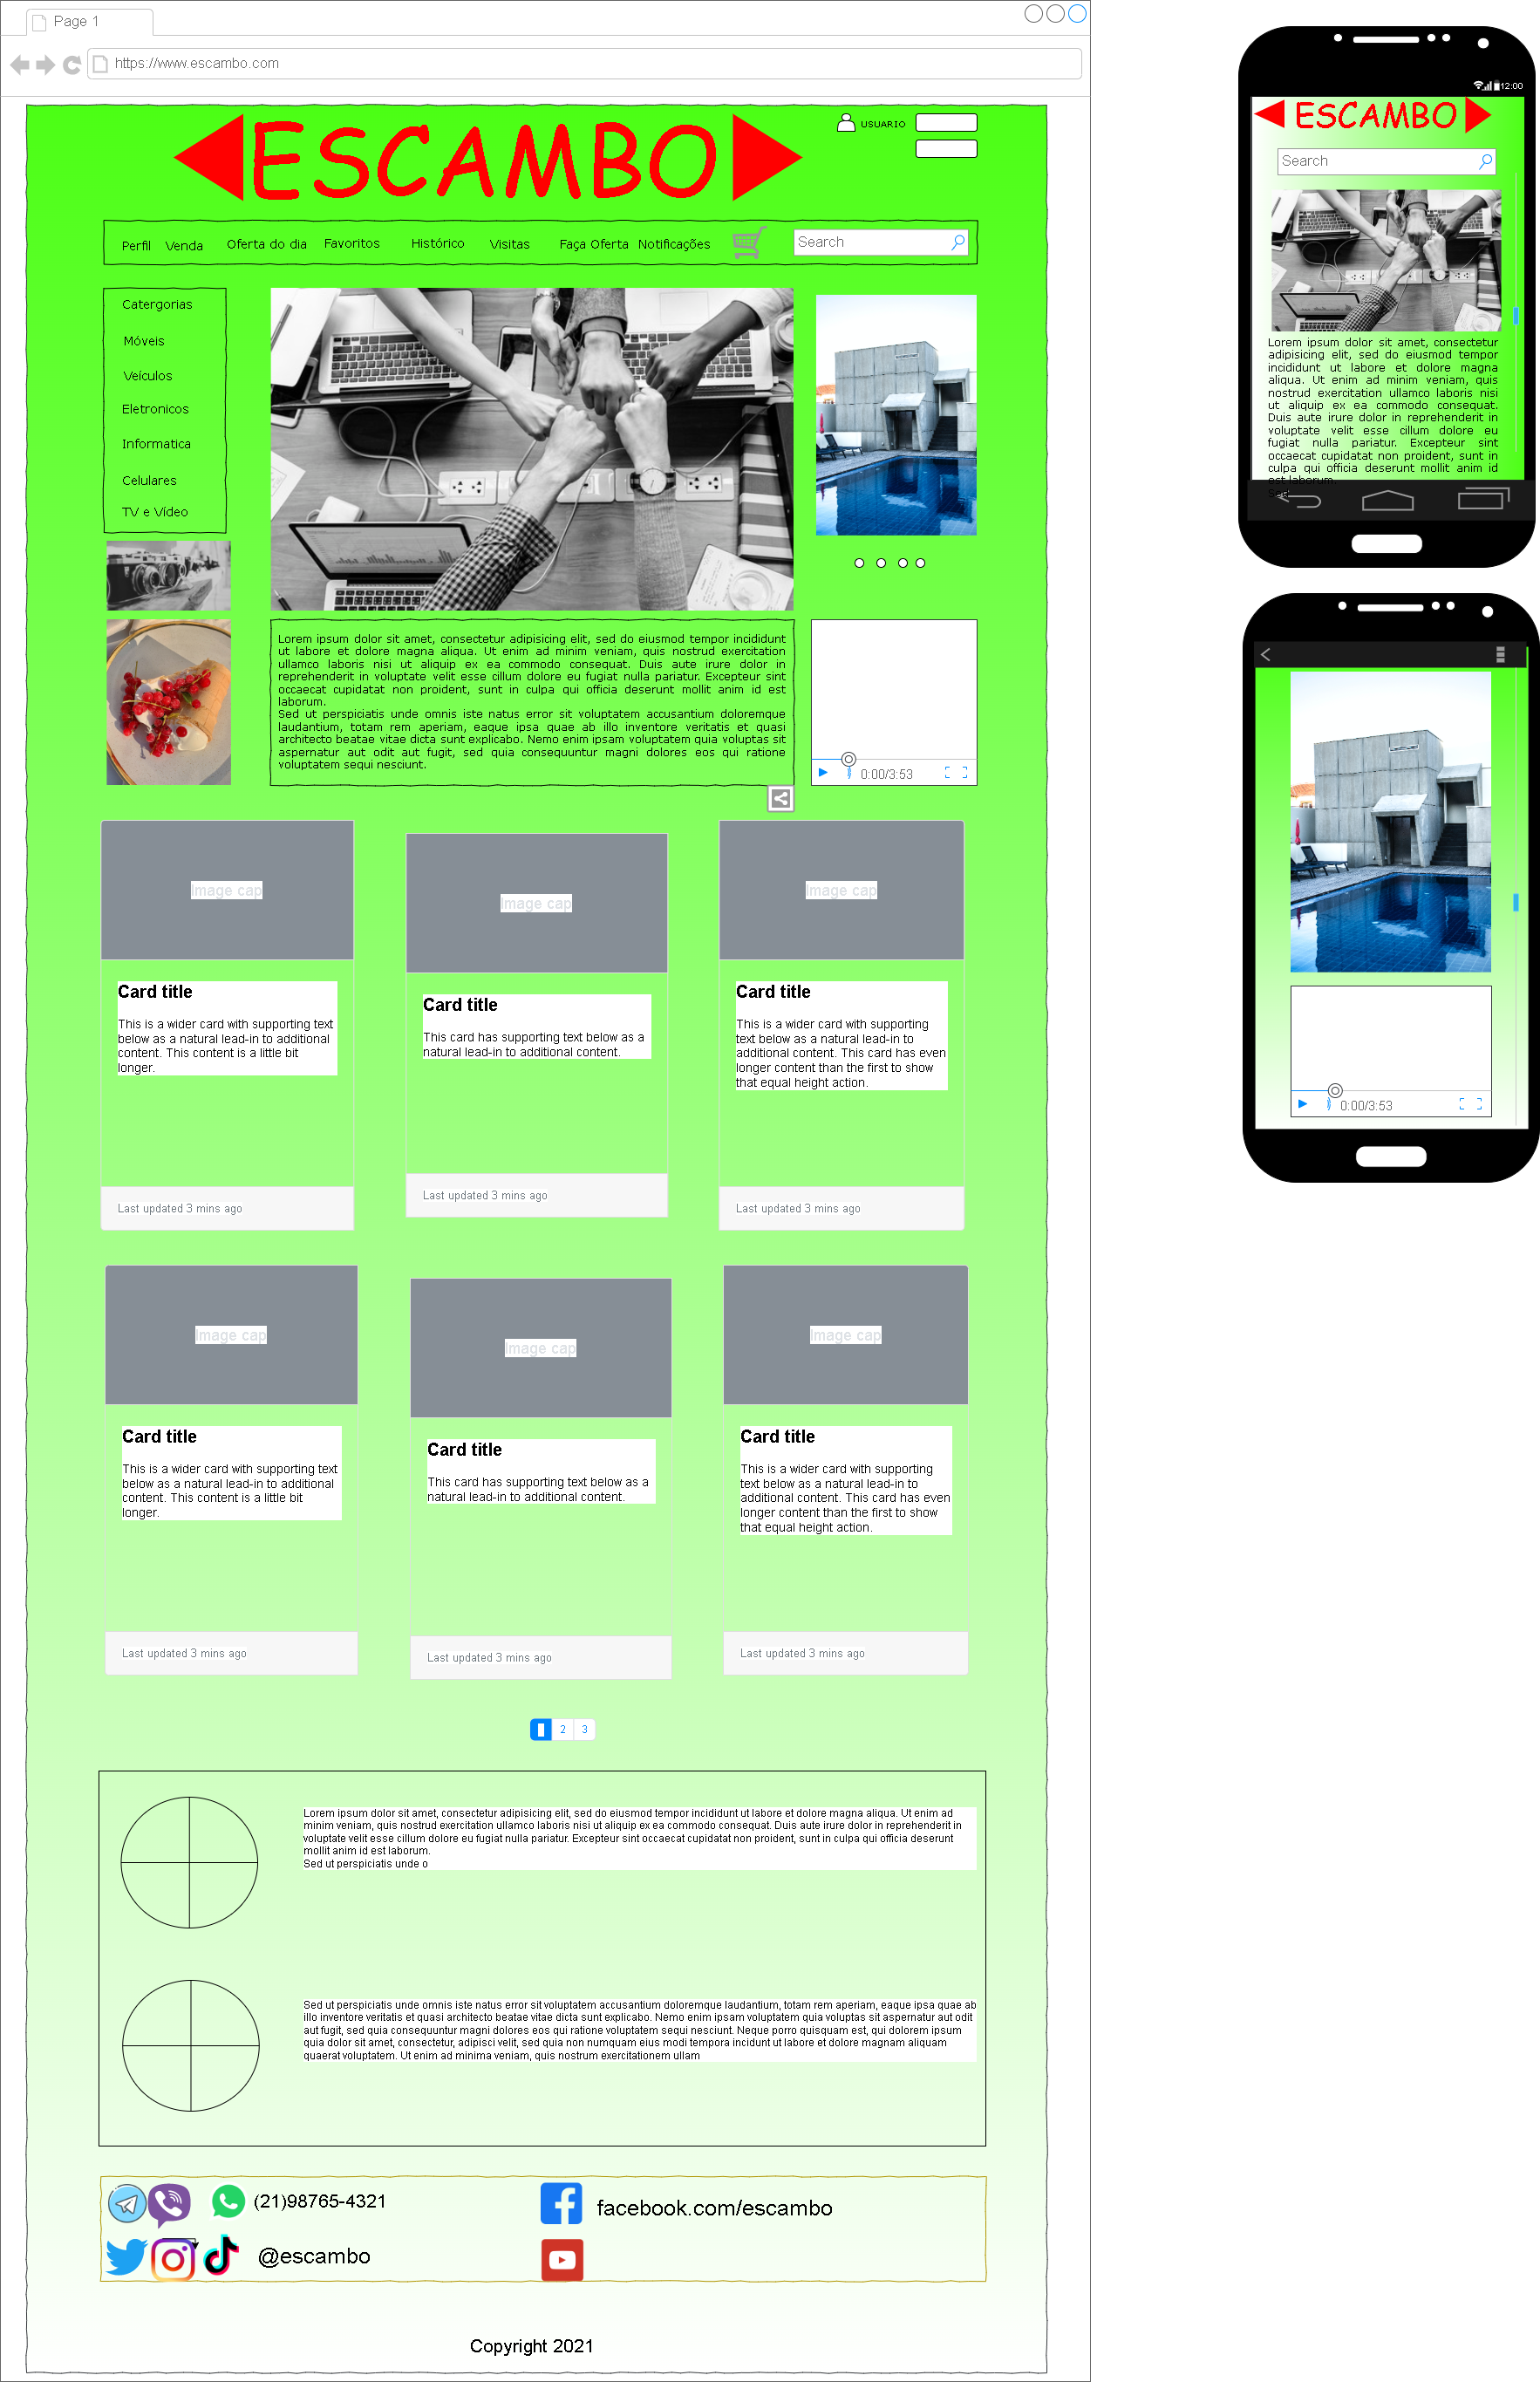 Page 1
https://www.escambo.com
ESCAMBO
USUARIO
Perfil Venda Oferta do dia Favoritos Histórico Visitas Faça Oferta Notificações
Search
Catergorias
Móveis
Veículos
Eletronicos
Informatica
Celulares
TV e Vídeo
Lorem ipsum dolor sit amet, consectetur adipisicing elit, sed do eiusmod tempor incididunt
ut labore et dolore magna aliqua. Ut enim ad minim veniam, quis nostrud exercitation
ullamco laboris nisi ut aliquip ex ea commodo consequat. Duis aute irure dolor in
reprehenderit in voluptate velit esse cillum dolore eu fugiat nulla pariatur. Excepteur sint
occaecat cupidatat non proident, sunt in culpa qui officia deserunt mollit anim id est
laborum.
Sed ut perspiciatis unde omnis iste natus error sit voluptatem accusantium doloremque
laudantium, totam rem aperiam, eaque ipsa quae ab illo inventore veritatis et quasi
architecto beatae vitae dicta sunt explicabo. Nemo enim ipsam voluptatem quia voluptas sit
aspernatur aut odit aut fugit, sed quia consequuntur magni dolores eos qui ratione
voluptatem sequi nesciunt.
0:00/3:53
Image cap
Card title
This is a wider card with supporting text
below as a natural lead-in to additional
content. This content is a little bit
longer.
Last updated 3 mins ago
Image cap
Card title
This card has supporting text below as a
natural lead-in to additional content.
Last updated 3 mins ago
Image cap
Card title
This is a wider card with supporting
text below as a natural lead-in to
additional content. This card has even
longer content than the first to show
that equal height action.
Last updated 3 mins ago
Image cap
Card title
This is a wider card with supporting text
below as a natural lead-in to additional
content. This content is a little bit
longer.
Last updated 3 mins ago
Image cap
Card title
This card has supporting text below as a
natural lead-in to additional content.
Last updated 3 mins ago
Image cap
Card title
This is a wider card with supporting
text below as a natural lead-in to
additional content. This card has even
longer content than the first to show
that equal height action.
Last updated 3 mins ago
2 3
Lorem ipsum dolor sit amet, consectetur adipisicing elit, sed do eiusmod tempor incididunt ut labore et dolore magna aliqua. Ut enim ad
minim veniam, quis nostrud exercitation ullamco laboris nisi ut aliquip ex ea commodo consequat. Duis aute irure dolor in reprehenderit in
voluptate velit esse cillum dolore eu fugiat nulla pariatur. Excepteur sint occaecat cupidatat non proident, sunt in culpa qui officia deserunt
mollit anim id est laborum.
Sed ut perspiciatis unde o
Sed ut perspiciatis unde omnis iste natus error sit voluptatem accusantium doloremque laudantium, totam rem aperiam, eaque ipsa quae ab
illo inventore veritatis et quasi architecto beatae vitae dicta sunt explicabo. Nemo enim ipsam voluptatem quia voluptas sit aspernatur aut odit
aut fugit, sed quia consequuntur magni dolores eos qui ratione voluptatem sequi nesciunt. Neque porro quisquam est, qui dolorem ipsum
quia dolor sit amet, consectetur, adipisci velit, sed quia non numquam eius modi tempora incidunt ut labore et dolore magnam aliquam
quaerat voluptatem. Ut enim ad minima veniam, quis nostrum exercitationem ullam
(21)98765-4321
facebook.com/escambo
@escambo
Copyright 2021
12:00
ESCAMBO
Search
Lorem ipsum dolor sit amet, consectetur
adipisicing elit, sed do eiusmod tempor
incididunt ut labore et dolore magna
aliqua. Ut enim ad minim veniam, quis
nostrud exercitation ullamco laboris nisi
ut aliquip ex ea commodo consequat.
Duis aute irure dolor in reprehenderit in
voluptate velit esse cillum dolore eu
fugiat nulla pariatur. Excepteur sint
occaecat cupidatat non proident, sunt in
culpa qui officia deserunt mollit anim id
est laborum.
Sed
0:00/3:53